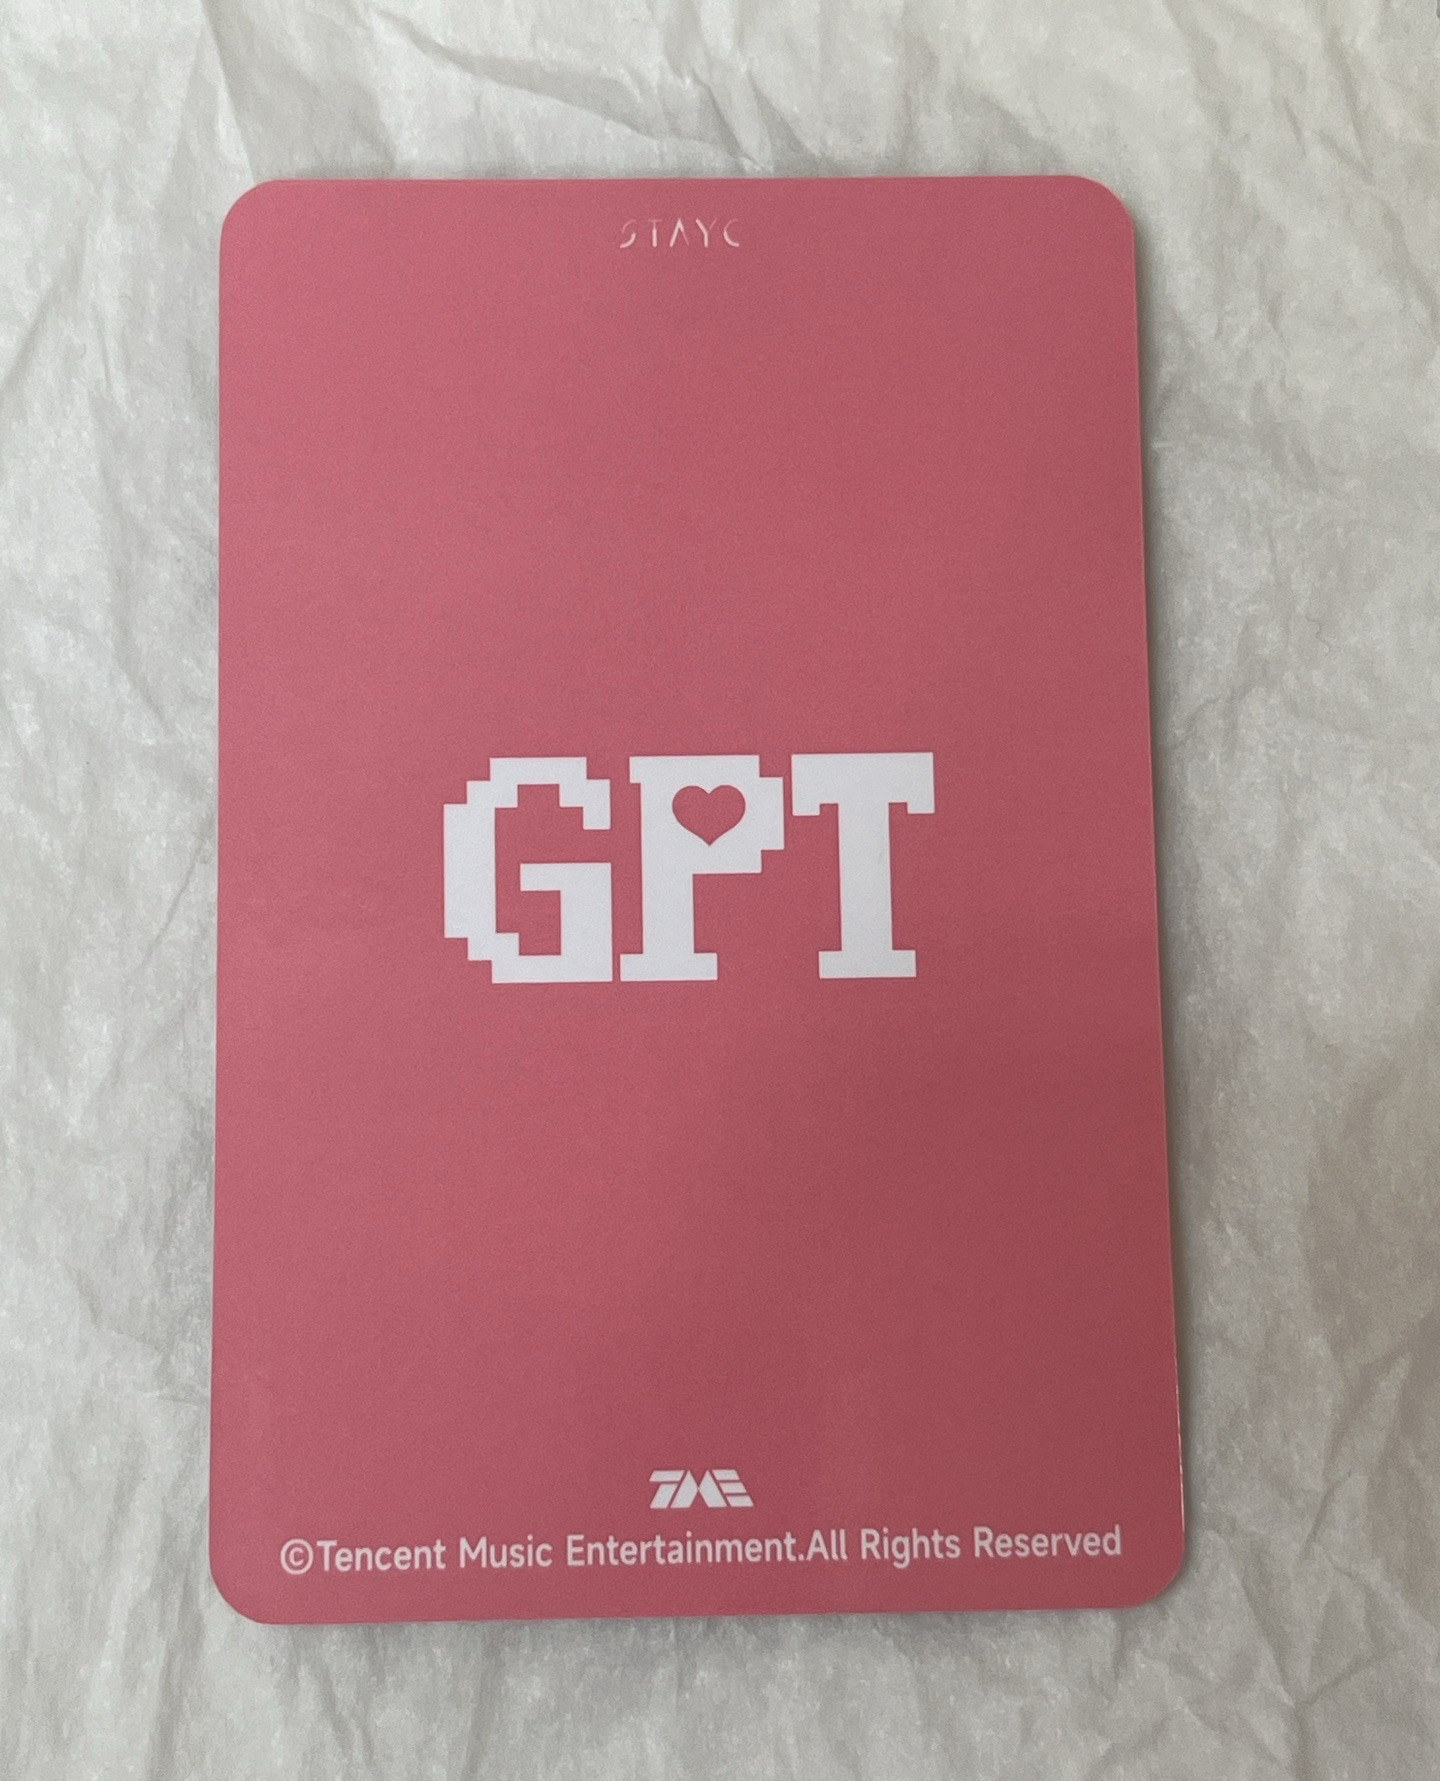 STAYC
GPT
TME
©Tencent Music Entertainment.All Rights Reserved